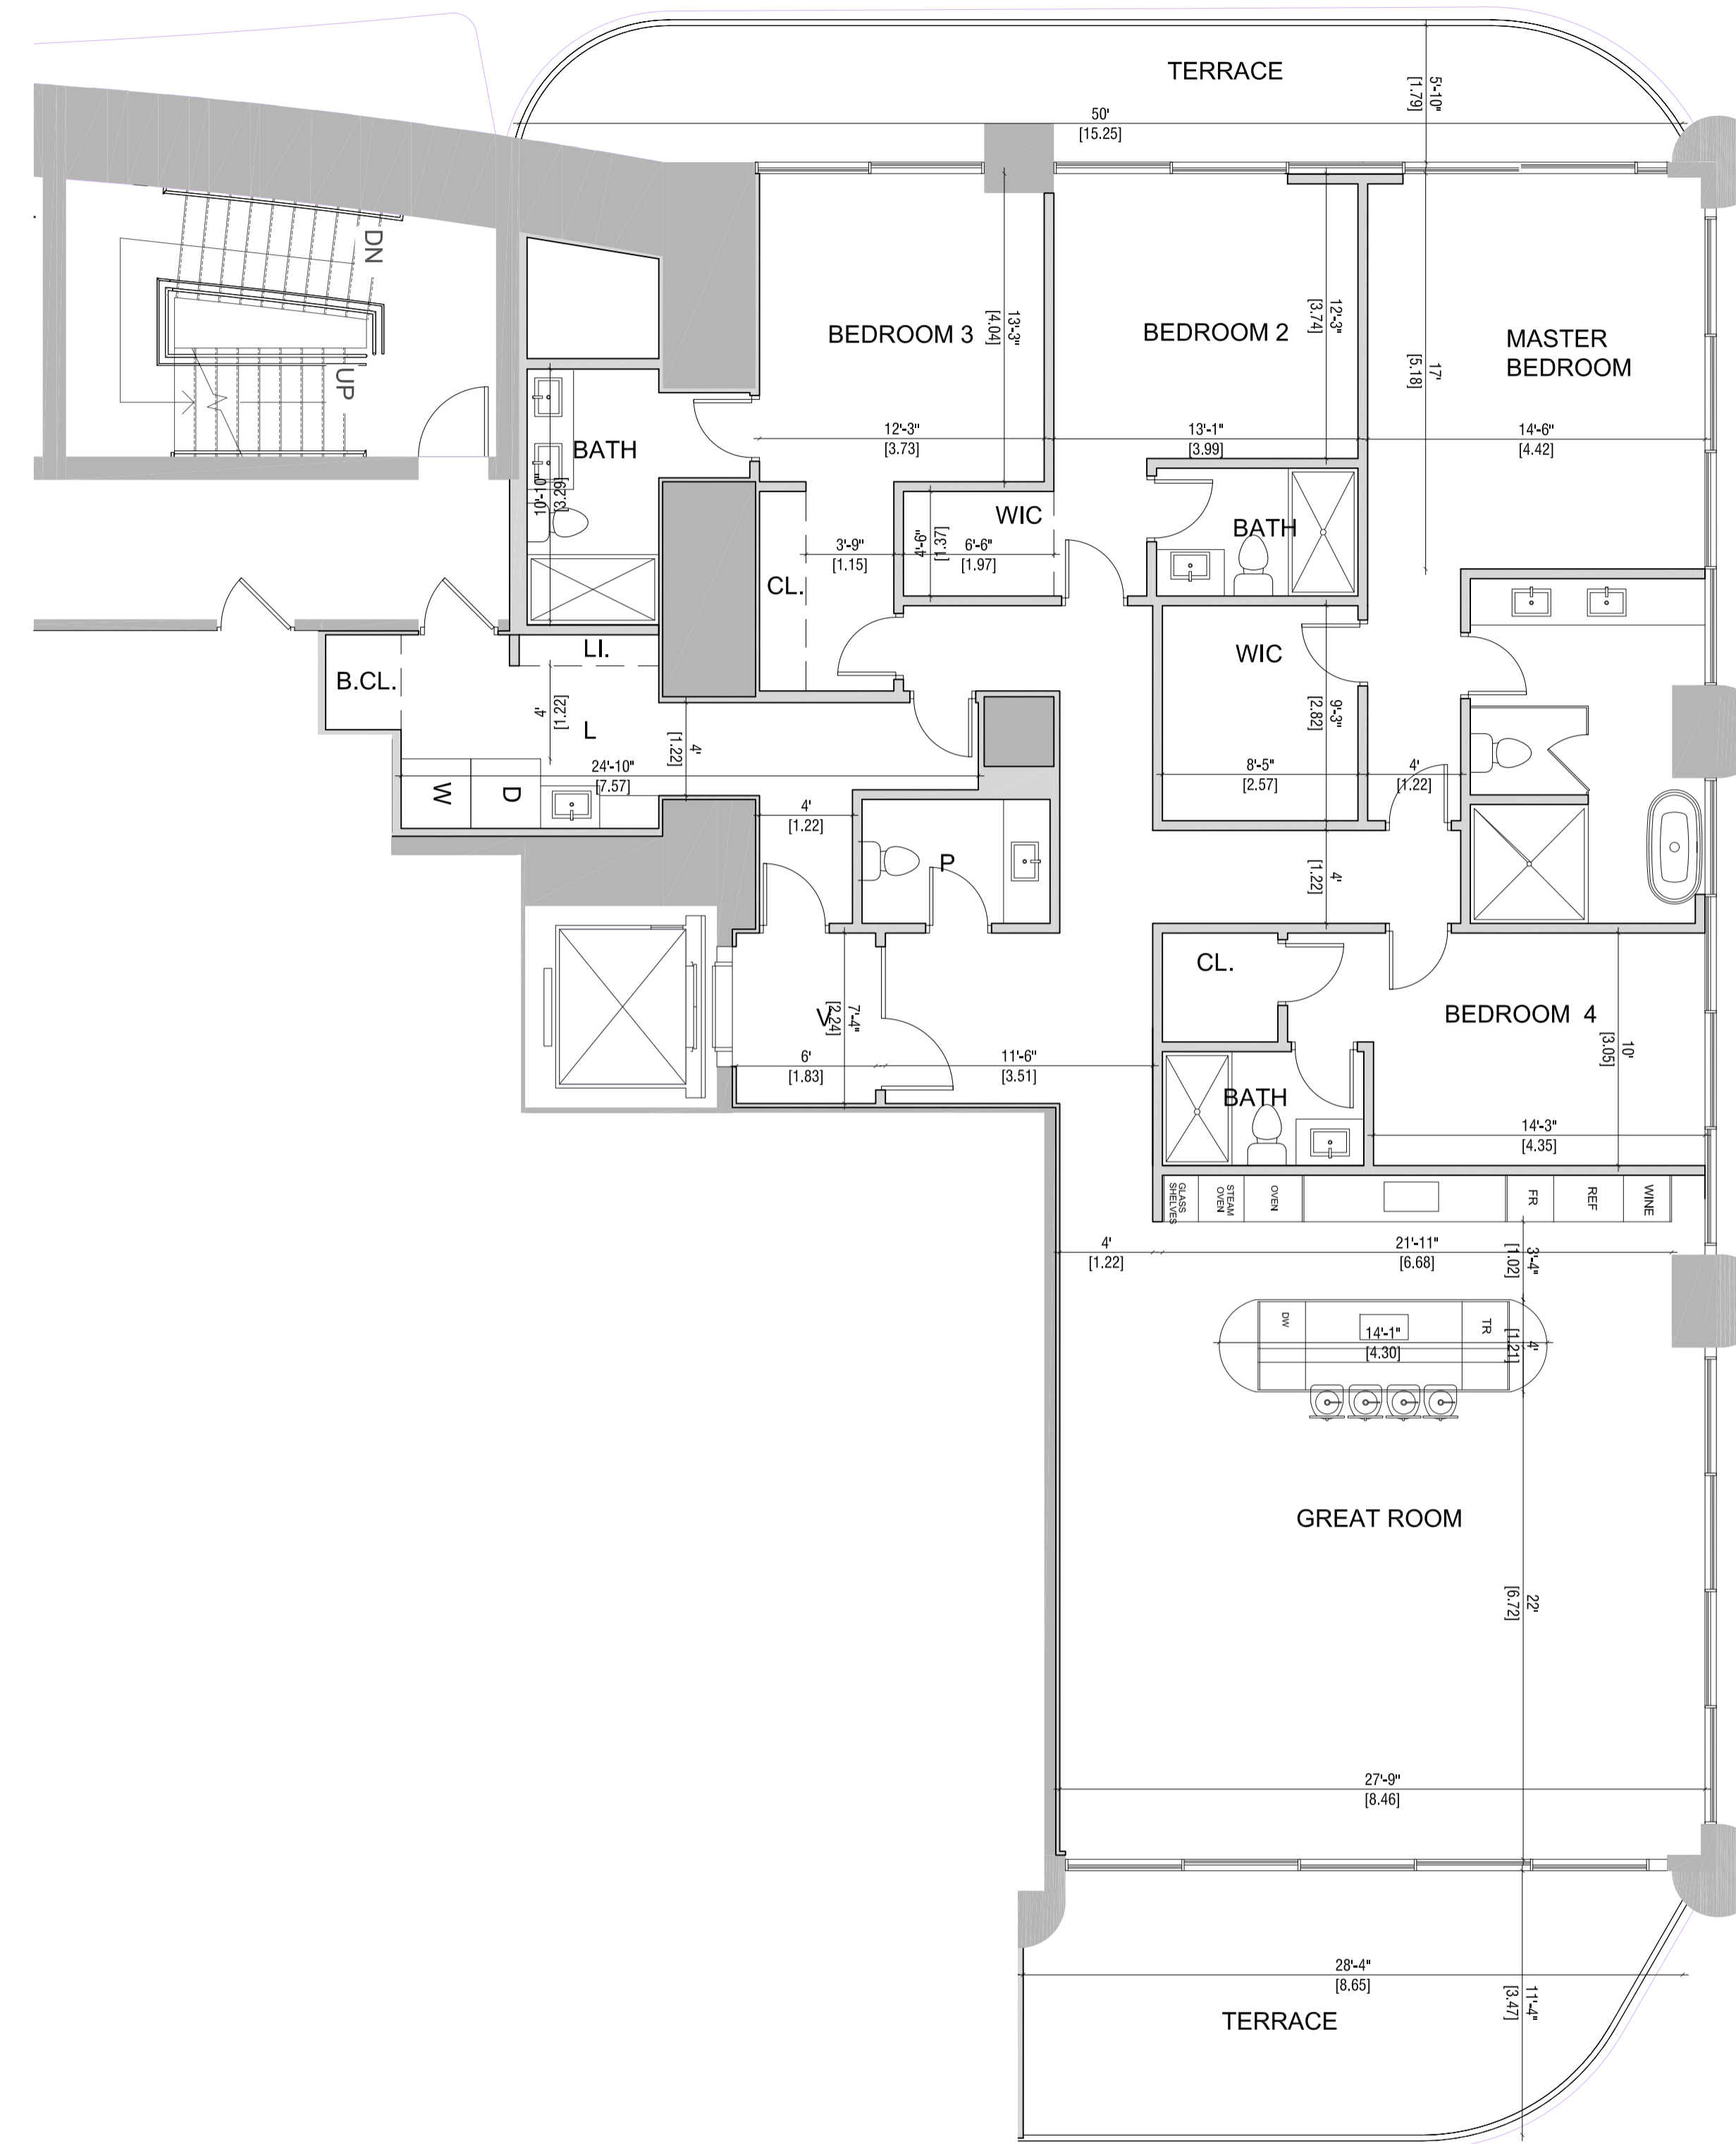 TERRACE
5'-10"
[1.79]
50'
[15.25]
DN
UP
BEDROOM 3
13'-3"
[4.04]
BEDROOM 2
12'-3"
[3.74]
MASTER
BEDROOM
17'
[5.18]
12'-3"
[3.73]
13'-1"
[3.99]
14'-6"
[4.42]
BATH
10'-10"
[3.29]
WIC
BATH
4'-6"
[1.37]
3'-9"
[1.15]
6'-6"
[1.97]
CL.
LI.
WIC
B.CL.
4'
[1.22]
L
4'
[1.22]
9'-3"
[2.82]
24'-10"
[7.57]
8'-5"
[2.57]
4'
[1.22]
W
D
4'
[1.22]
P
4'
[1.22]
CL.
V
7'-4"
[2.24]
BEDROOM 4
10'
[3.05]
6'
[1.83]
11'-6"
[3.51]
BATH
14'-3"
[4.35]
GLASS
SHELVES
STEAM
OVEN
OVEN
FR
REF
WINE
4'
[1.22]
21'-11"
[6.68]
3'-4"
[1.02]
DW
14'-1"
[4.30]
TR
4'
[1.21]
GREAT ROOM
22'
[6.72]
27'-9"
[8.46]
28'-4"
[8.65]
11'-4"
[3.47]
TERRACE